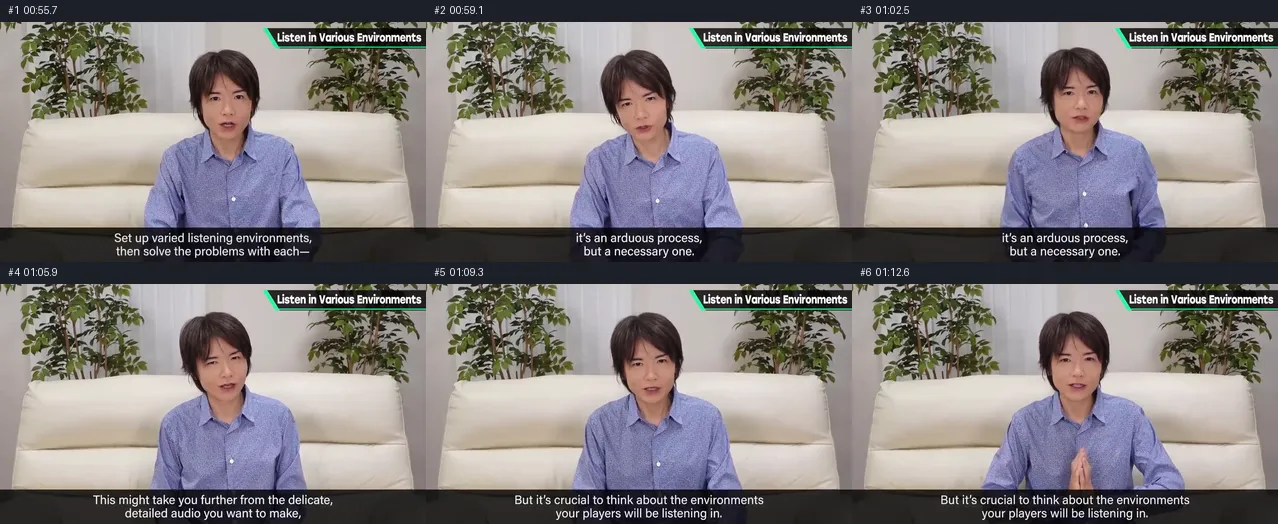 #1 00:55.7
Listen in Various Environments
Set up varied listening environments,
then solve the problems with each—
#2 00:59.1
Listen in Various Environments
it's an arduous process,
but a necessary one.
#3 01:02.5
Listen in Various Environments
it's an arduous process,
but a necessary one.
#4 01:05.9
Listen in Various Environments
This might take you further from the delicate,
detailed audio you want to make,
#5 01:09.3
Listen in Various Environments
But it's crucial to think about the environments
your players will be listening in.
#6 01:12.6
Listen in Various Environments
But it's crucial to think about the environments
your players will be listening in.